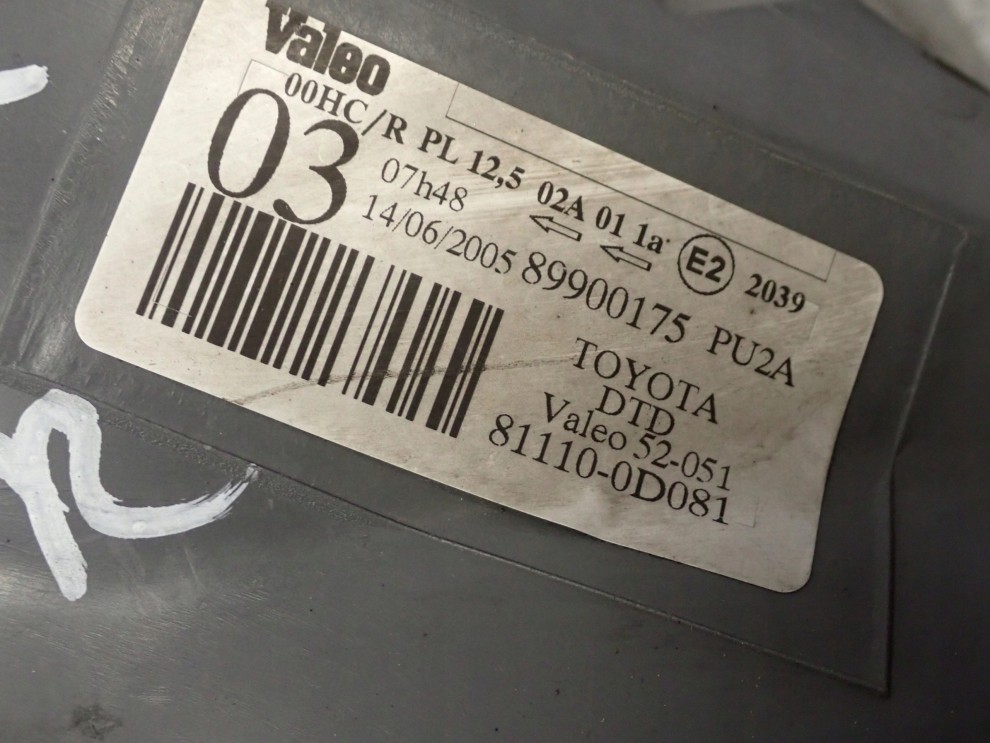 Valeo
00HC/R PL 12,5 02A 01 1a E2 2039
03
07h48
14/06/2005 89900175 PU2A
TOYOTA
DTD
Valeo 52-051
81110-0D081
R